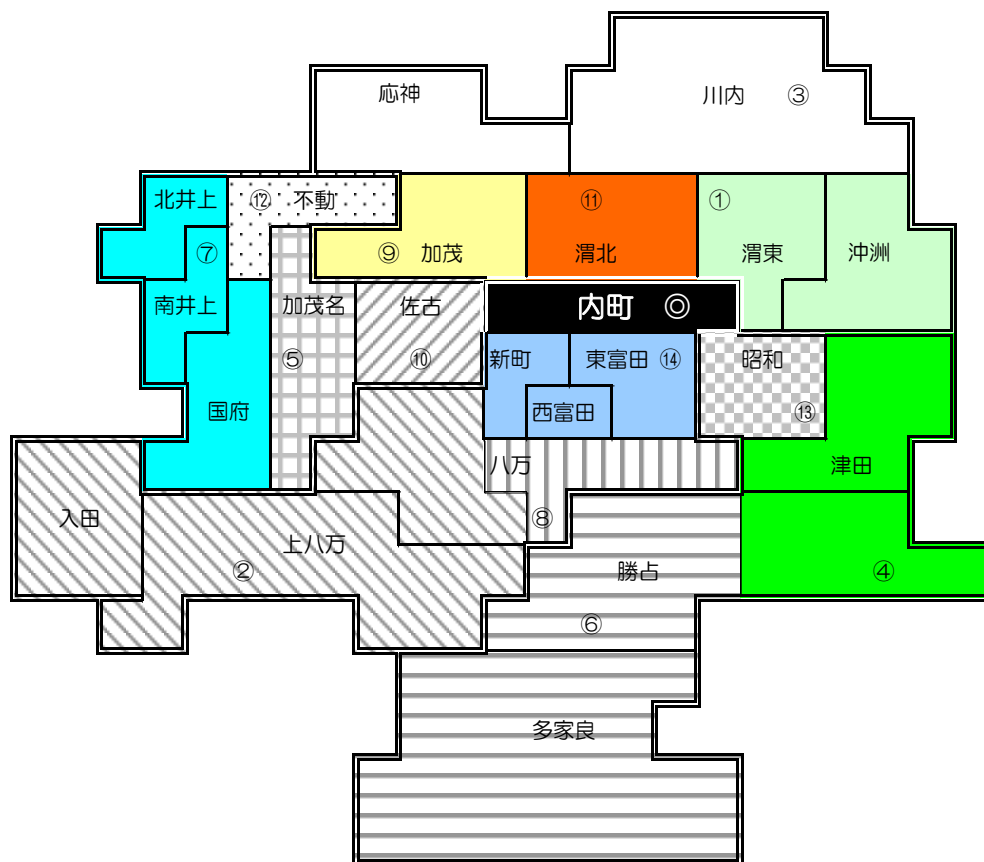 応神
川内 ③
北井上
⑫ 不動
⑪
①
⑦
⑨ 加茂
渭北
渭東
沖洲
南井上
加茂名
佐古
内町 ◎
⑤
⑩
新町
東富田 ⑭
昭和
国府
西富田
⑬
八万
津田
入田
⑧
上八万
②
勝占
④
⑥
多家良